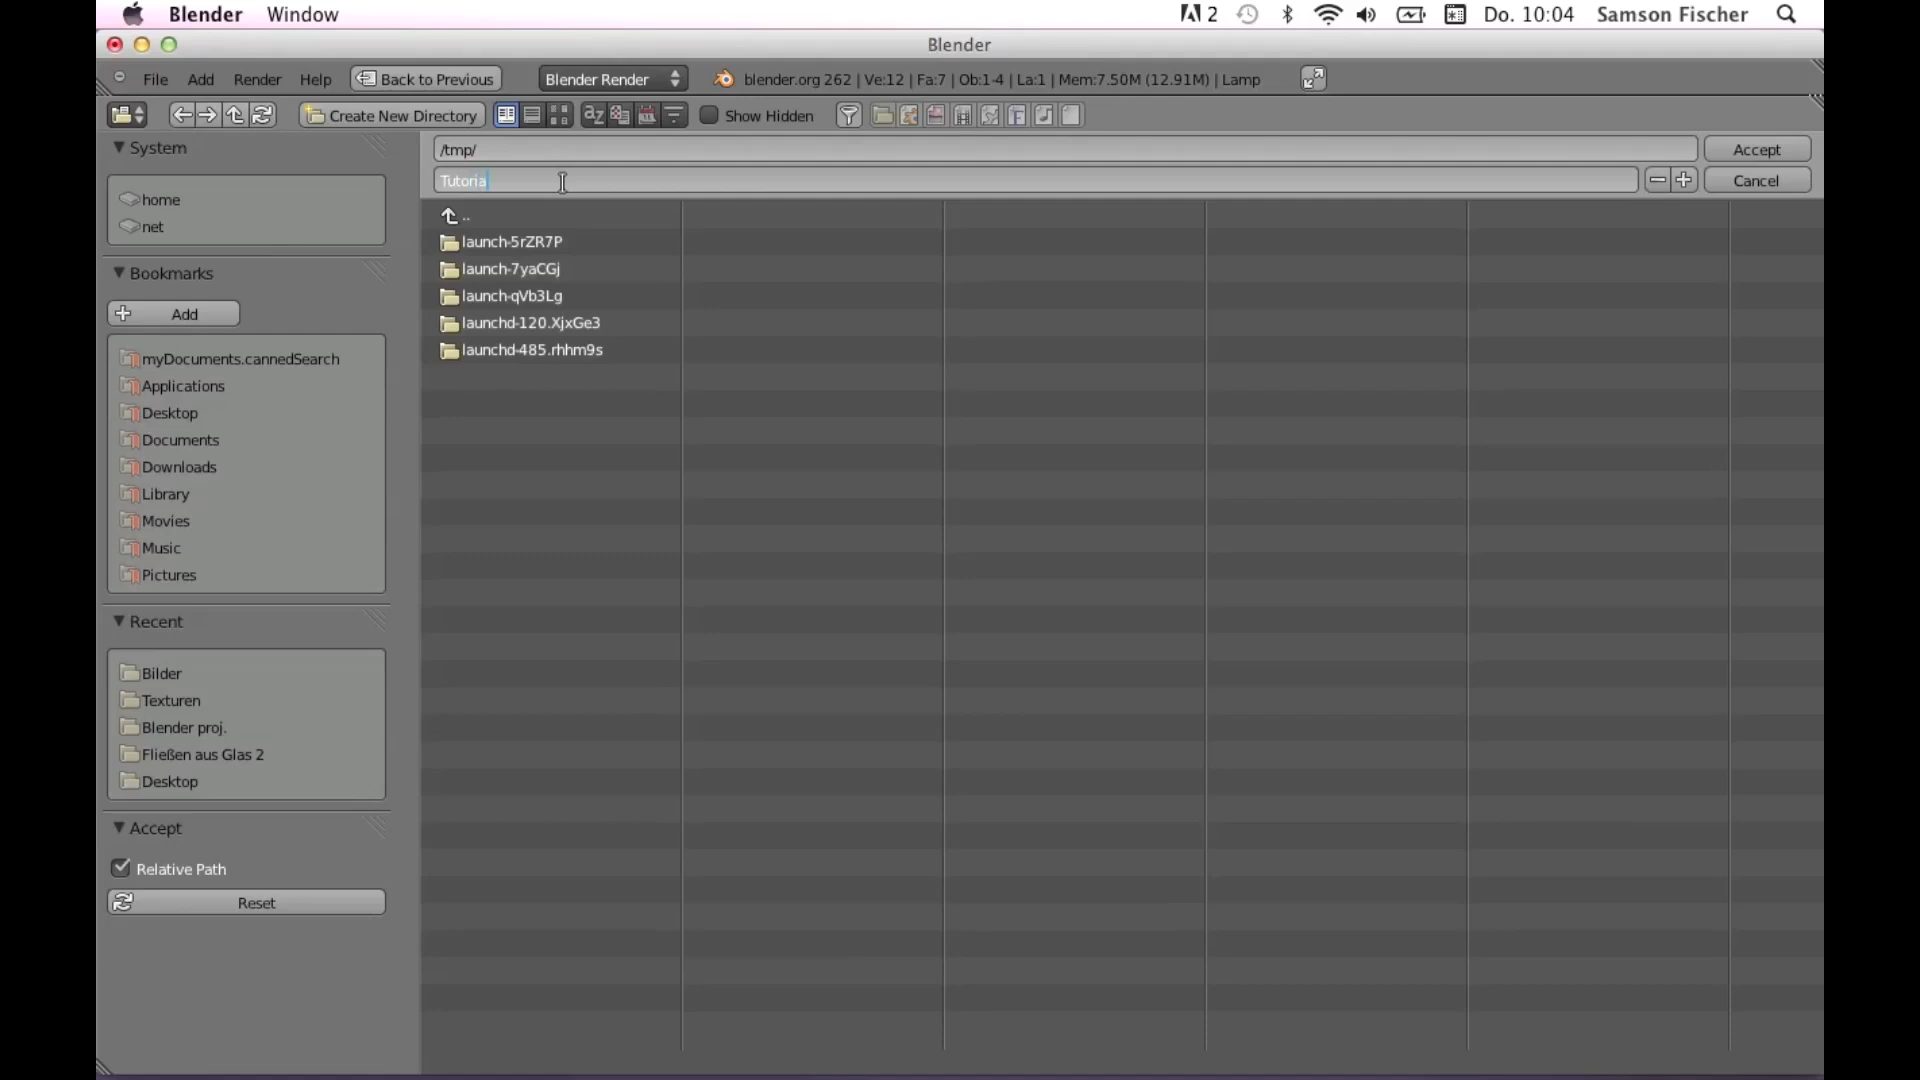 Blender Window 2 Do. 10:04 Samson Fischer
Blender
File Add Render Help Back to Previous Blender Render blender.org 262 | Ve:12 | Fa:7 | Ob:1-4 | La:1 | Mem:7.50M (12.91M) | Lamp
Create New Directory Show Hidden
System
home
net
Bookmarks
Add
myDocuments.cannedSearch
Applications
Desktop
Documents
Downloads
Library
Movies
Music
Pictures
Recent
Bilder
Texturen
Blender proj.
Fließen aus Glas 2
Desktop
Accept
Relative Path
Reset
/tmp/ Accept
Tutoria Cancel
..
launch-5rZR7P
launch-7yaCGj
launch-qVb3Lg
launchd-120.XjxGe3
launchd-485.rhhm9s